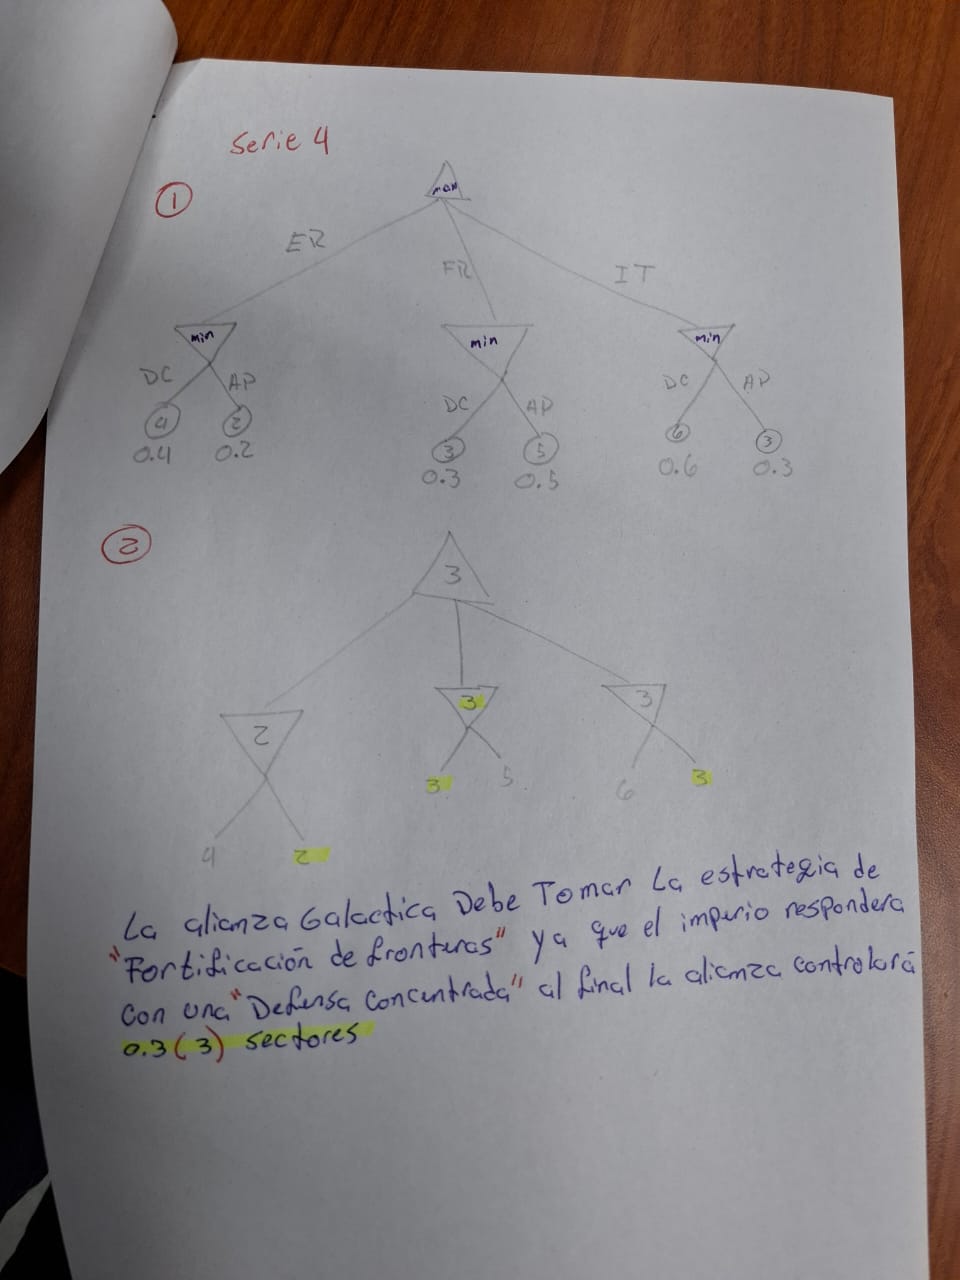 Serie 4
1
man
ER
FR
IT
min
min
min
DC AP
DC AP
DC AP
4 2
3 5
6 3
0.4 0.2
0.3 0.5
0.6 0.3
2
3
2
3
3
4 2
3 5
6 3
La alianza Galactica Debe Tomar La estrategia de
"Fortificación de fronteras" ya que el imperio respondera
con una "Defensa concentrada" al final la alianza controlará
0.3(3) sectores